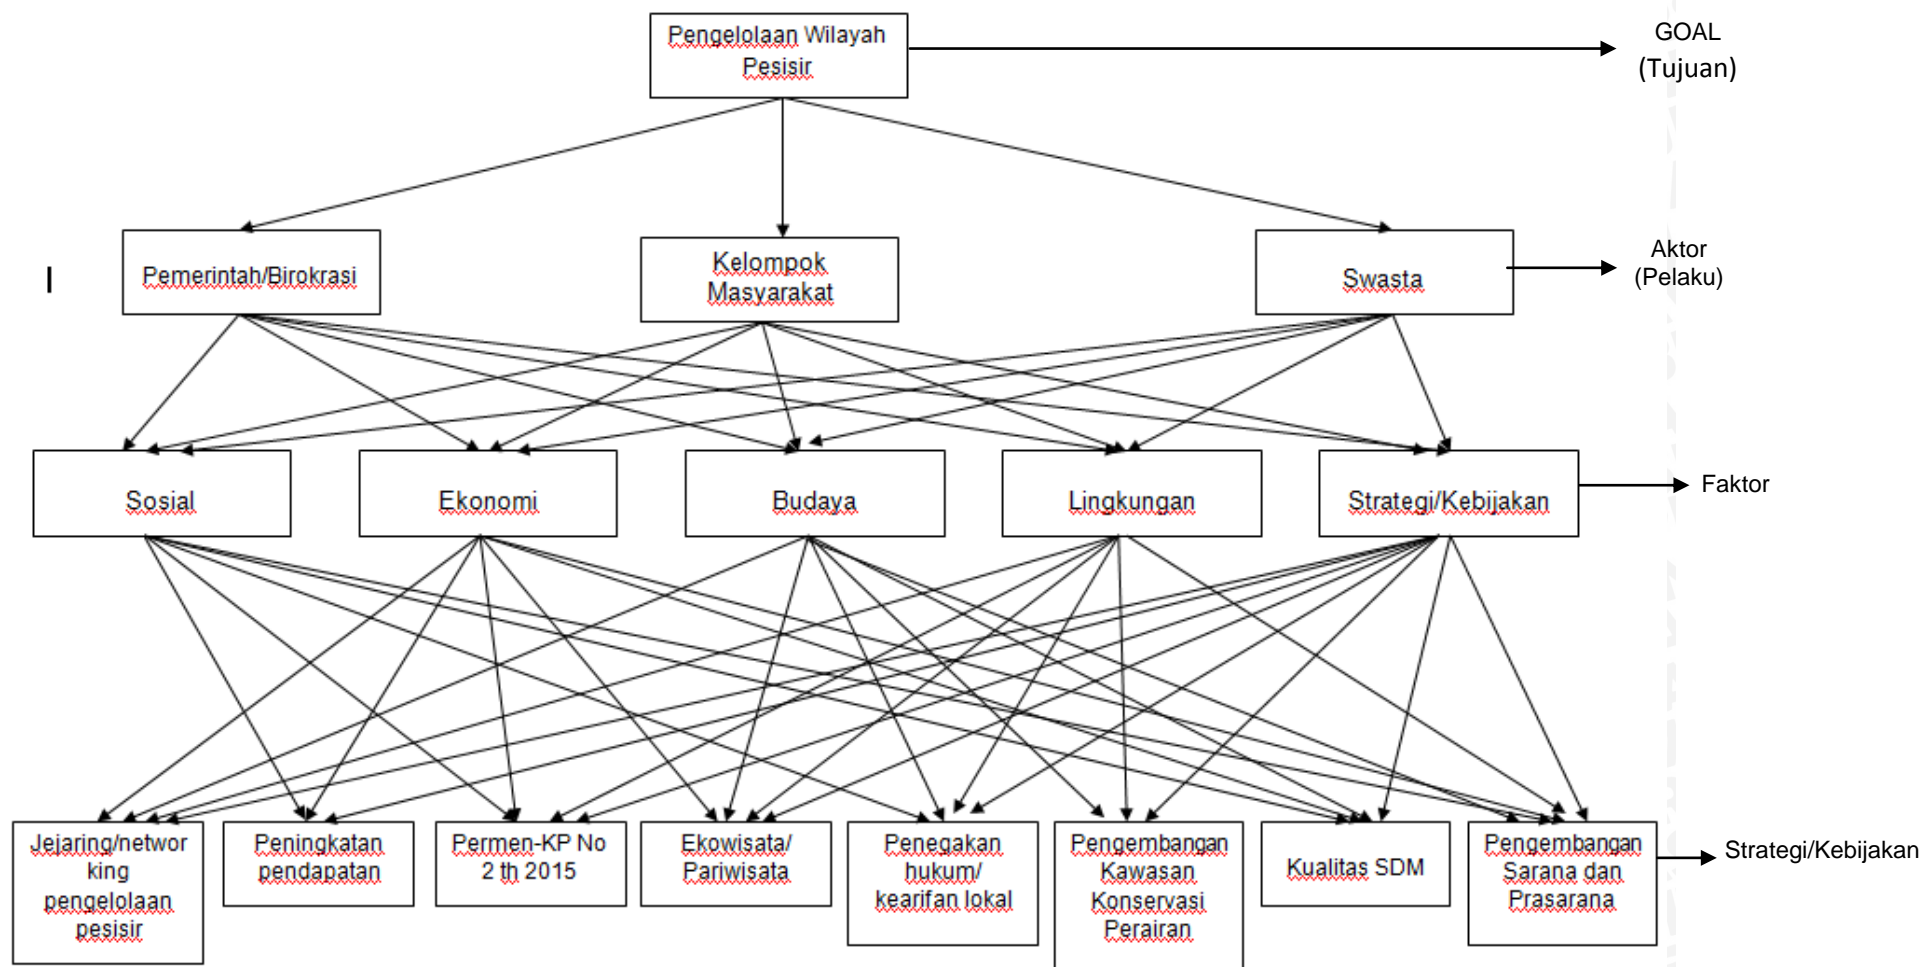 Pengelolaan Wilayah
Pesisir
GOAL
(Tujuan)
Pemerintah/Birokrasi
Kelompok
Masyarakat
Swasta
Aktor
(Pelaku)
Sosial
Ekonomi
Budaya
Lingkungan
Strategi/Kebijakan
Faktor
Jejaring/networ
king
pengelolaan
pesisir
Peningkatan
pendapatan
Permen-KP No
2 th 2015
Ekowisata/
Pariwisata
Penegakan
hukum/
kearifan lokal
Pengembangan
Kawasan
Konservasi
Perairan
Kualitas SDM
Pengembangan
Sarana dan
Prasarana
Strategi/Kebijakan